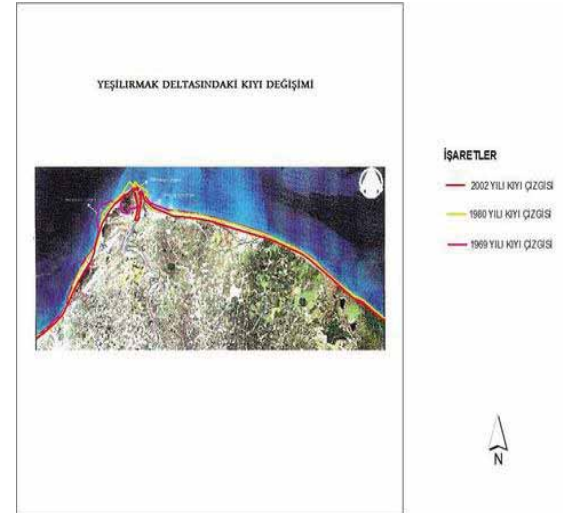 YEŞİLIRMAK DELTASINDAKİ KIYI DEĞİŞİMİ
İŞARETLER
2002 YILI KIYI ÇİZGİSİ
1980 YILI KIYI ÇİZGİSİ
1969 YILI KIYI ÇİZGİSİ
N